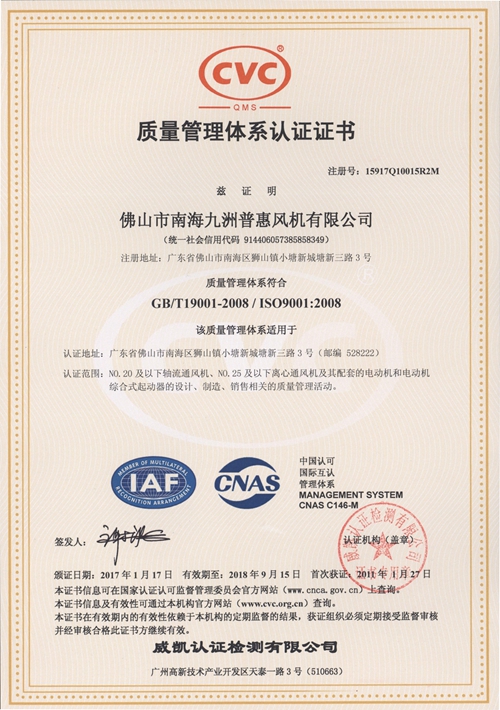 CVC®
QMS
质量管理体系认证证书
注册号：15917Q10015R2M
兹 证 明
佛山市南海九洲普惠风机有限公司
（统一社会信用代码 914406057385858349）
注册地址：广东省佛山市南海区狮山镇小塘新城塘新三路 3 号
质量管理体系符合
GB/T19001-2008 / ISO9001:2008
该质量管理体系适用于
认证地址：广东省佛山市南海区狮山镇小塘新城塘新三路 3 号（邮编 528222）
认证范围：NO.20 及以下轴流通风机、NO.25 及以下离心通风机及其配套的电动机和电动机
综合式起动器的设计、制造、销售相关的质量管理活动。
MEMBER OF MULTILATERAL
IAF
RECOGNITION ARRANGEMENT
CNAS
中国认可
国际互认
管理体系
MANAGEMENT SYSTEM
CNAS C146-M
签发人：
认证机构（盖章）
威凯认证检测有限公司
证书专用章
颁证日期：2017 年 1 月 17 日 有效期至：2018 年 9 月 15 日 首次获证：2011 年 1 月 27 日
本证书信息可在国家认证认可监督管理委员会官方网站（www.cnca.gov.cn）上查询。
本证书信息及有效性可通过本机构官方网站（www.cvc.org.cn）查询。
本证书在有效期内的有效性依赖于本机构的定期监督的结果，获证组织必须定期接受监督审核
并经审核合格此证书方继续有效。
威凯认证检测有限公司
广州高新技术产业开发区天泰一路 3 号（510663）